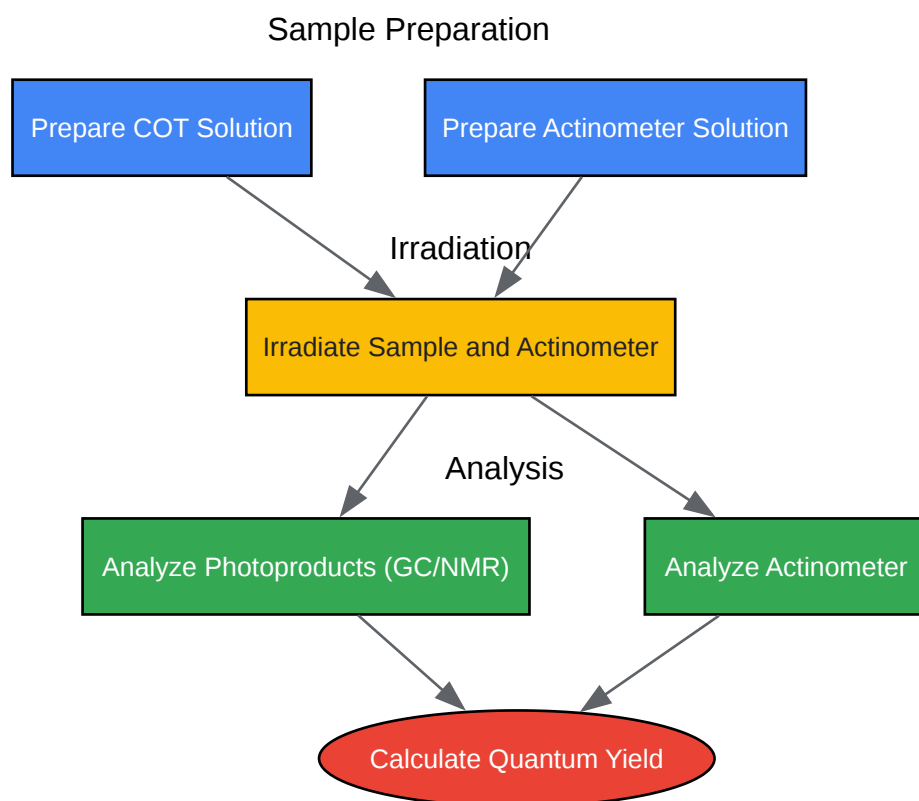 Sample Preparation
Prepare COT Solution
Prepare Actinometer Solution
Irradiation
Irradiate Sample and Actinometer
Analysis
Analyze Photoproducts (GC/NMR)
Analyze Actinometer
Calculate Quantum Yield